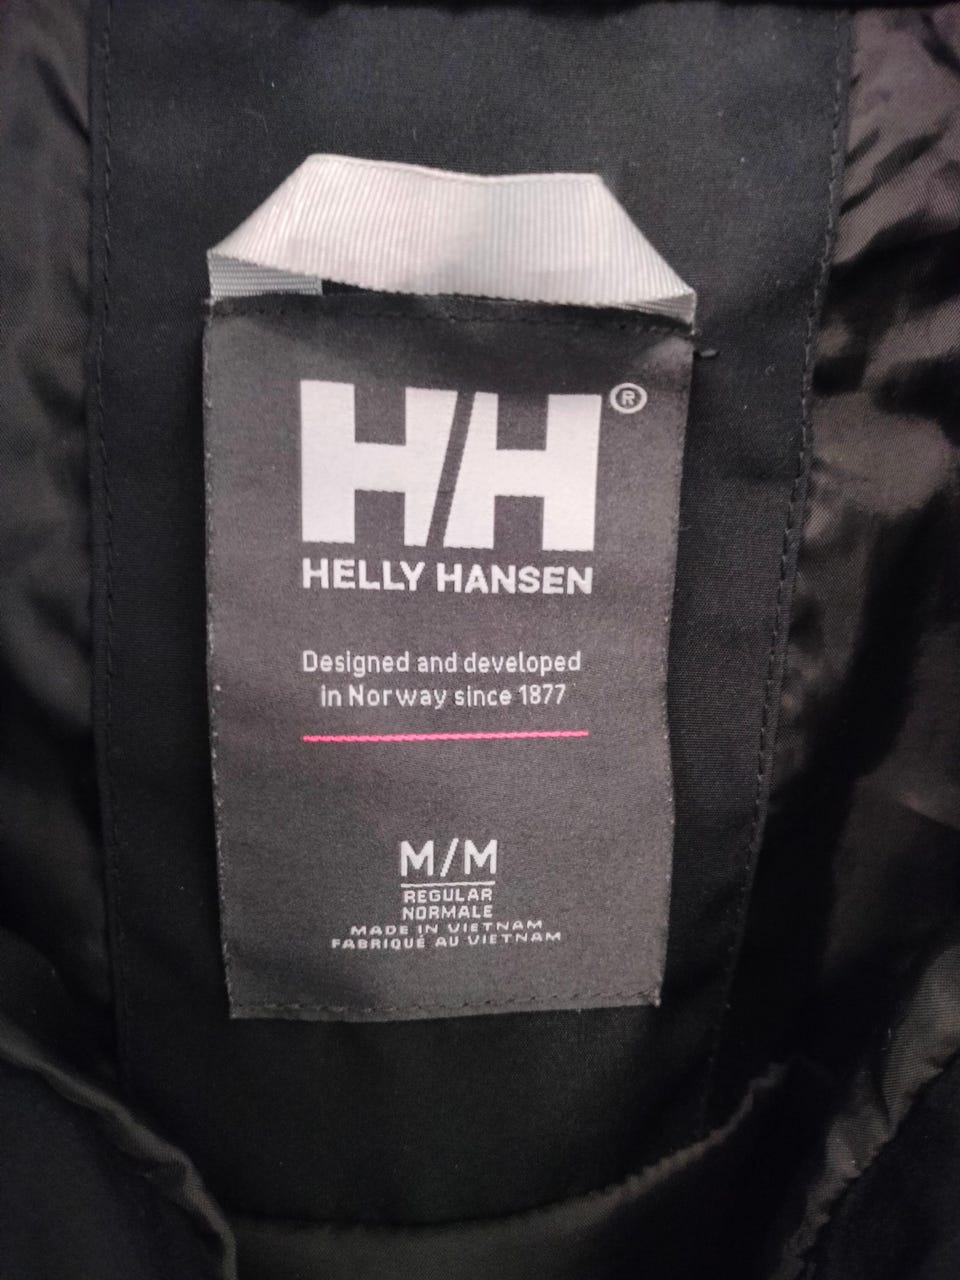 HH®
HELLY HANSEN
Designed and developed
in Norway since 1877
M/M
REGULAR
NORMALE
MADE IN VIETNAM
FABRIQUÉ AU VIETNAM